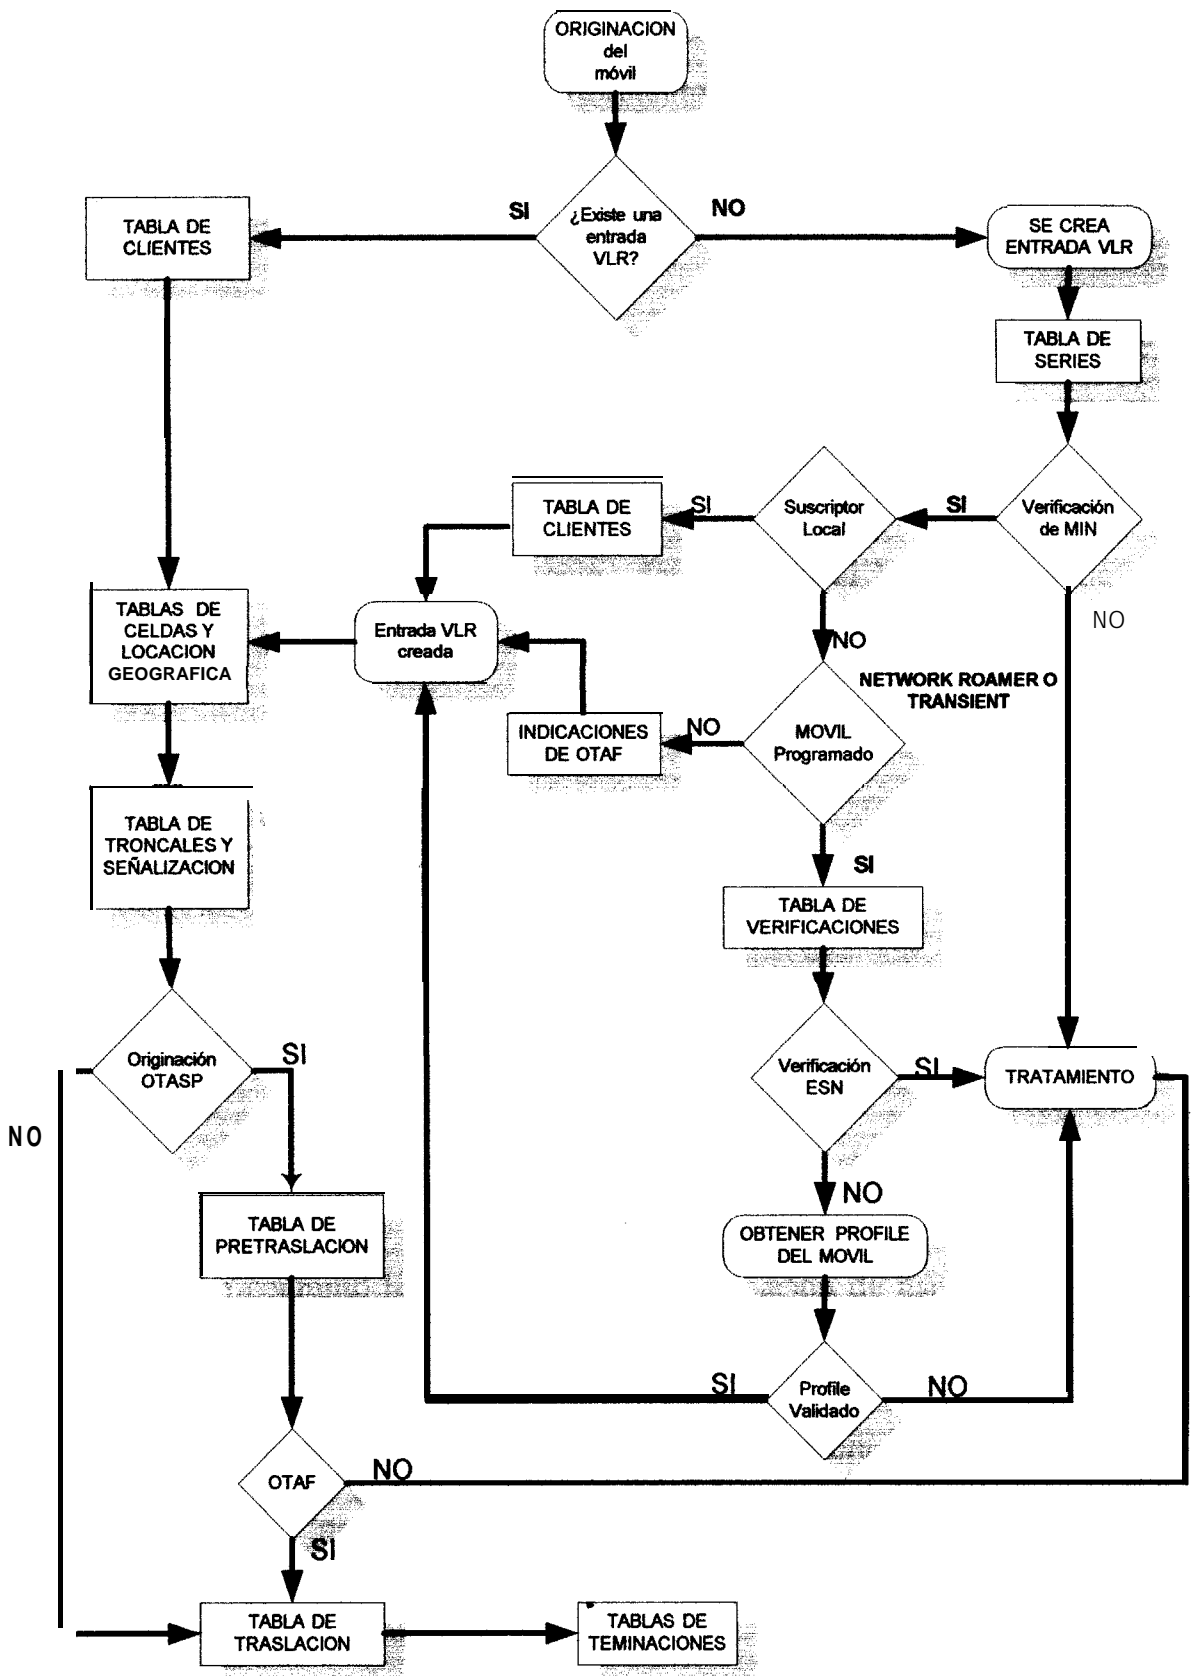 ORIGINACION
del
móvil
¿Existe una
entrada
VLR?
SI
NO
TABLA DE
CLIENTES
SE CREA
ENTRADA VLR
TABLA DE
SERIES
Verificación
de MIN
SI
NO
Suscriptor
Local
SI
NO
TABLA DE
CLIENTES
Entrada VLR
creada
TABLAS DE
CELDAS Y
LOCACION
GEOGRAFICA
NETWORK ROAMER O
TRANSIENT
MOVIL
Programado
NO
SI
INDICACIONES
DE OTAF
TABLA DE
TRONCALES Y
SEÑALIZACION
TABLA DE
VERIFICACIONES
Verificación
ESN
SI
NO
TRATAMIENTO
Originación
OTASP
SI
NO
TABLA DE
PRETRASLACION
OBTENER PROFILE
DEL MOVIL
Profile
Validado
SI
NO
OTAF
NO
SI
TABLA DE
TRASLACION
TABLAS DE
TEMINACIONES